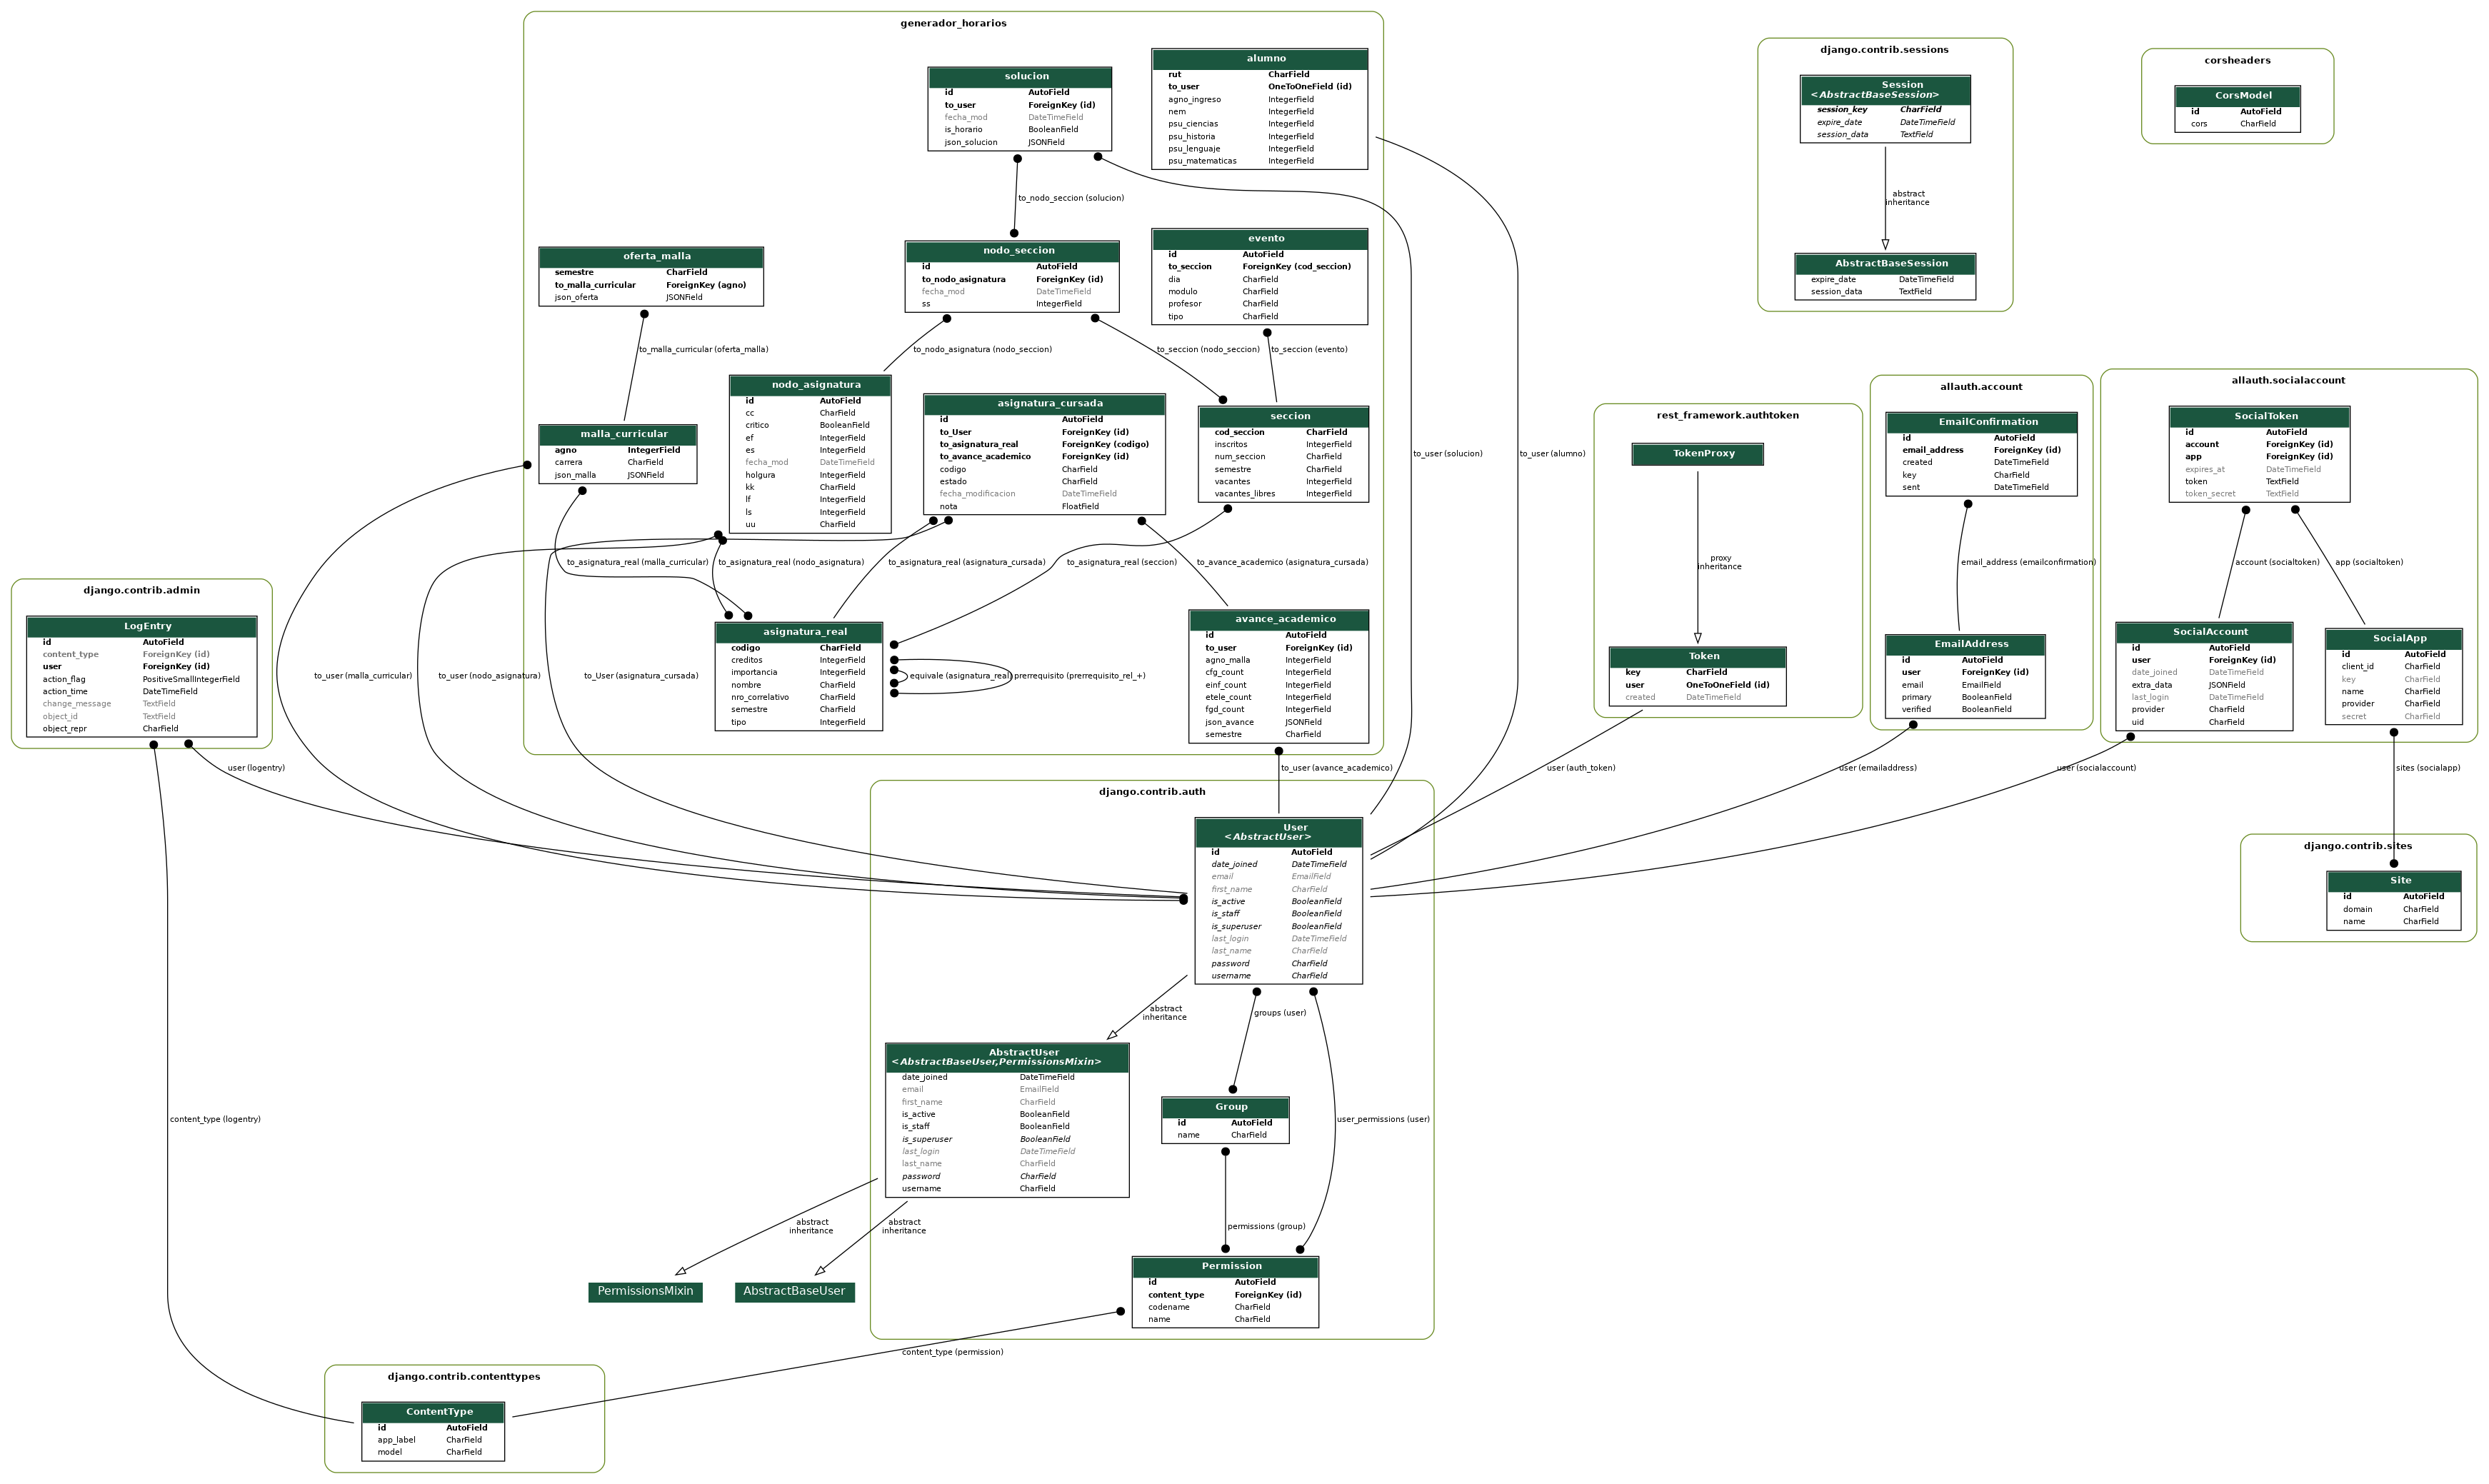 generador_horarios
solucion
id AutoField
to_user ForeignKey (id)
fecha_mod DateTimeField
is_horario BooleanField
json_solucion JSONField
alumno
rut CharField
to_user OneToOneField (id)
agno_ingreso IntegerField
nem IntegerField
psu_ciencias IntegerField
psu_historia IntegerField
psu_lenguaje IntegerField
psu_matematicas IntegerField
to_nodo_seccion (solucion)
oferta_malla
semestre CharField
to_malla_curricular ForeignKey (agno)
json_oferta JSONField
nodo_seccion
id AutoField
to_nodo_asignatura ForeignKey (id)
fecha_mod DateTimeField
ss IntegerField
evento
id AutoField
to_seccion ForeignKey (cod_seccion)
dia CharField
modulo CharField
profesor CharField
tipo CharField
to_malla_curricular (oferta_malla)
to_nodo_asignatura (nodo_seccion)
to_seccion (nodo_seccion)
to_seccion (evento)
malla_curricular
agno IntegerField
carrera CharField
json_malla JSONField
nodo_asignatura
id AutoField
cc CharField
critico BooleanField
ef IntegerField
es IntegerField
fecha_mod DateTimeField
holgura IntegerField
kk CharField
lf IntegerField
ls IntegerField
uu CharField
asignatura_cursada
id AutoField
to_User ForeignKey (id)
to_asignatura_real ForeignKey (codigo)
to_avance_academico ForeignKey (id)
codigo CharField
estado CharField
fecha_modificacion DateTimeField
nota FloatField
seccion
cod_seccion CharField
inscritos IntegerField
num_seccion CharField
semestre CharField
vacantes IntegerField
vacantes_libres IntegerField
to_user (solucion)
to_user (alumno)
to_asignatura_real (malla_curricular)
to_asignatura_real (nodo_asignatura)
to_asignatura_real (asignatura_cursada)
to_asignatura_real (seccion)
to_avance_academico (asignatura_cursada)
asignatura_real
codigo CharField
creditos IntegerField
importancia IntegerField
nombre CharField
nro_correlativo CharField
semestre CharField
tipo IntegerField
equivale (asignatura_real)
prerrequisito (prerrequisito_rel_+)
avance_academico
id AutoField
to_user ForeignKey (id)
agno_malla IntegerField
cfg_count IntegerField
einf_count IntegerField
etele_count IntegerField
fgd_count IntegerField
json_avance JSONField
semestre CharField
to_user (malla_curricular)
to_user (nodo_asignatura)
to_User (asignatura_cursada)
to_user (avance_academico)
django.contrib.sessions
Session
<AbstractBaseSession>
session_key CharField
expire_date DateTimeField
session_data TextField
abstract
inheritance
AbstractBaseSession
expire_date DateTimeField
session_data TextField
corsheaders
CorsModel
id AutoField
cors CharField
rest_framework.authtoken
TokenProxy
proxy
inheritance
Token
key CharField
user OneToOneField (id)
created DateTimeField
user (auth_token)
allauth.account
EmailConfirmation
id AutoField
email_address ForeignKey (id)
created DateTimeField
key CharField
sent DateTimeField
email_address (emailconfirmation)
EmailAddress
id AutoField
user ForeignKey (id)
email EmailField
primary BooleanField
verified BooleanField
user (emailaddress)
allauth.socialaccount
SocialToken
id AutoField
account ForeignKey (id)
app ForeignKey (id)
expires_at DateTimeField
token TextField
token_secret TextField
account (socialtoken)
app (socialtoken)
SocialAccount
id AutoField
user ForeignKey (id)
date_joined DateTimeField
extra_data JSONField
last_login DateTimeField
provider CharField
uid CharField
SocialApp
id AutoField
client_id CharField
key CharField
name CharField
provider CharField
secret CharField
user (socialaccount)
sites (socialapp)
django.contrib.sites
Site
id AutoField
domain CharField
name CharField
django.contrib.admin
LogEntry
id AutoField
content_type ForeignKey (id)
user ForeignKey (id)
action_flag PositiveSmallIntegerField
action_time DateTimeField
change_message TextField
object_id TextField
object_repr CharField
user (logentry)
content_type (logentry)
django.contrib.auth
User
<AbstractUser>
id AutoField
date_joined DateTimeField
email EmailField
first_name CharField
is_active BooleanField
is_staff BooleanField
is_superuser BooleanField
last_login DateTimeField
last_name CharField
password CharField
username CharField
abstract
inheritance
groups (user)
user_permissions (user)
AbstractUser
<AbstractBaseUser,PermissionsMixin>
date_joined DateTimeField
email EmailField
first_name CharField
is_active BooleanField
is_staff BooleanField
is_superuser BooleanField
last_login DateTimeField
last_name CharField
password CharField
username CharField
Group
id AutoField
name CharField
abstract
inheritance
abstract
inheritance
permissions (group)
PermissionsMixin
AbstractBaseUser
Permission
id AutoField
content_type ForeignKey (id)
codename CharField
name CharField
content_type (permission)
django.contrib.contenttypes
ContentType
id AutoField
app_label CharField
model CharField